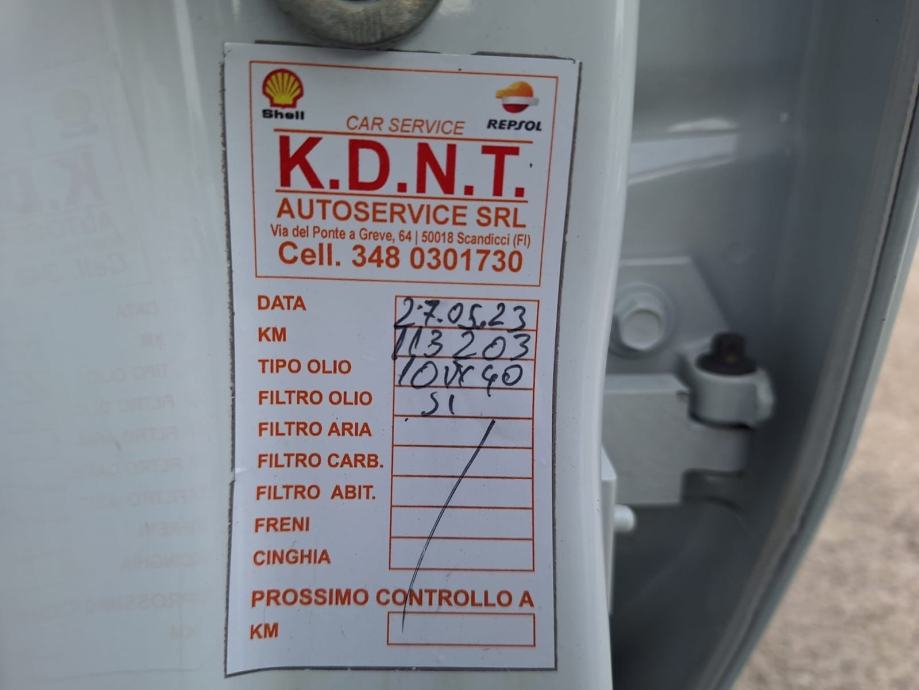 Shell
REPSOL
CAR SERVICE
K.D.N.T.
AUTOSERVICE SRL
Via del Ponte a Greve, 64 | 50018 Scandicci (FI)
Cell. 348 0301730
DATA 27.05.23
KM 113 203
TIPO OLIO 10W40
FILTRO OLIO SI
FILTRO ARIA
FILTRO CARB.
FILTRO ABIT.
FRENI
CINGHIA
PROSSIMO CONTROLLO A
KM